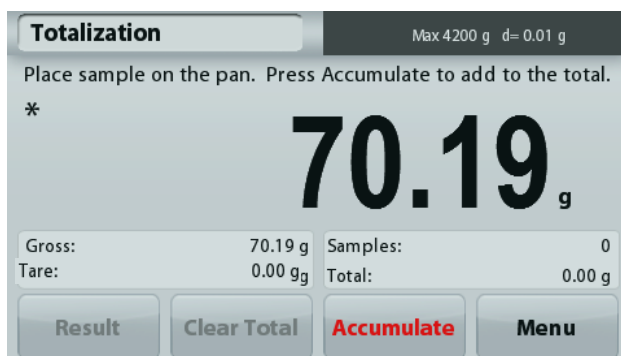 Totalization
Max 4200 g d= 0.01 g
Place sample on the pan. Press Accumulate to add to the total.
*
70.19 g
Gross: 70.19 g
Tare: 0.00 gg
Samples: 0
Total: 0.00 g
Result Clear Total Accumulate Menu